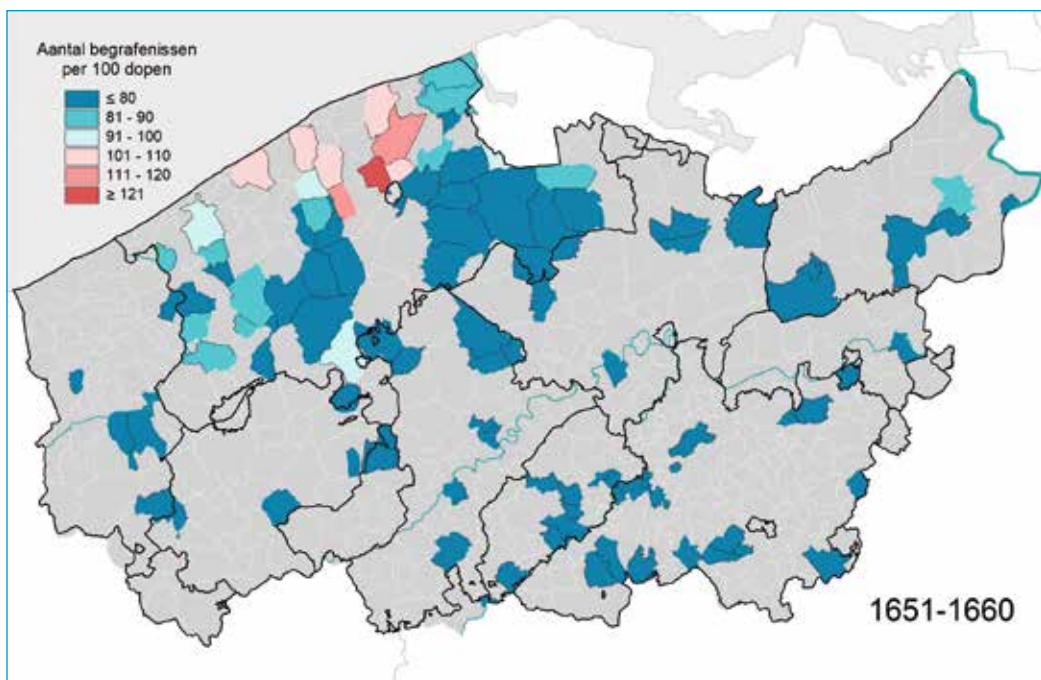 Aantal begrafenissen
per 100 dopen
≤ 80
81 - 90
91 - 100
101 - 110
111 - 120
≥ 121
1651-1660